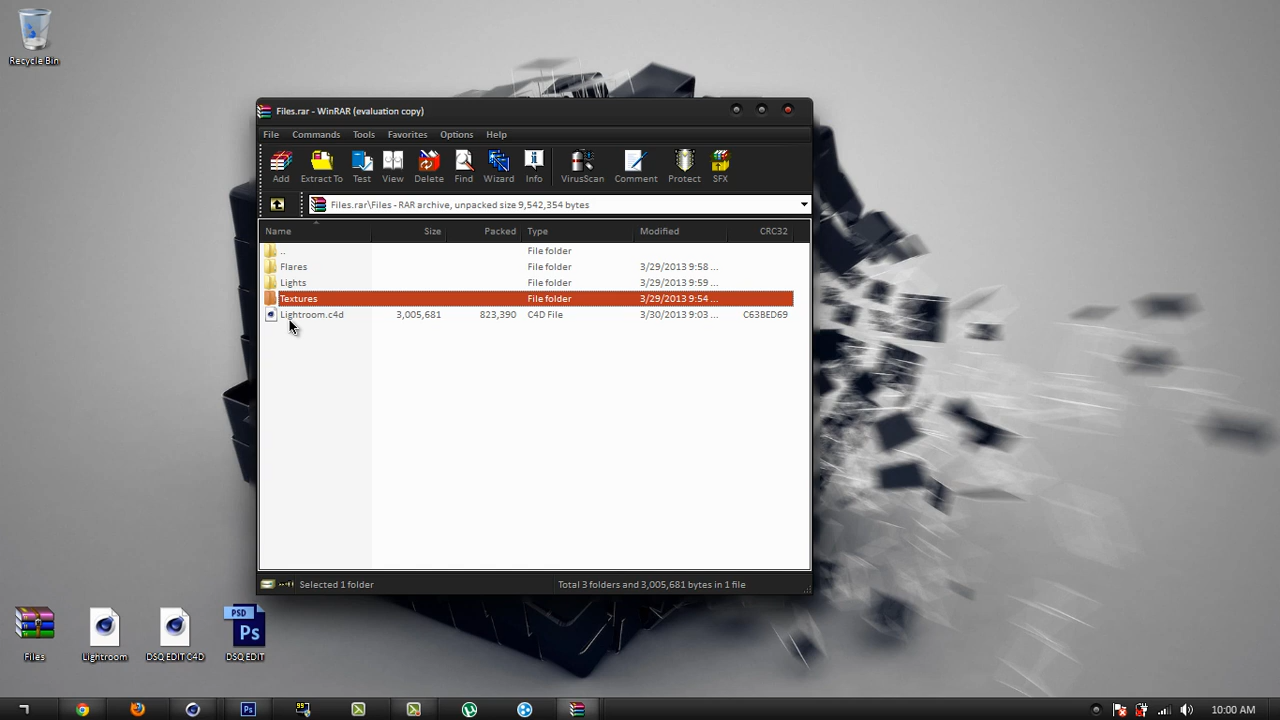 Recycle Bin
Files.rar - WinRAR (evaluation copy)
File Commands Tools Favorites Options Help
Add Extract To Test View Delete Find Wizard Info VirusScan Comment Protect SFX
Files.rar\Files - RAR archive, unpacked size 9,542,354 bytes
Name Size Packed Type Modified CRC32
.. File folder
Flares File folder 3/29/2013 9:58 ...
Lights File folder 3/29/2013 9:59 ...
Textures File folder 3/29/2013 9:54 ...
Lightroom.c4d 3,005,681 823,390 C4D File 3/30/2013 9:03 ... C63BED69
Selected 1 folder Total 3 folders and 3,005,681 bytes in 1 file
PSD
Ps
Files Lightroom DSQ EDIT C4D DSQ EDIT
Ps 99 10:00 AM